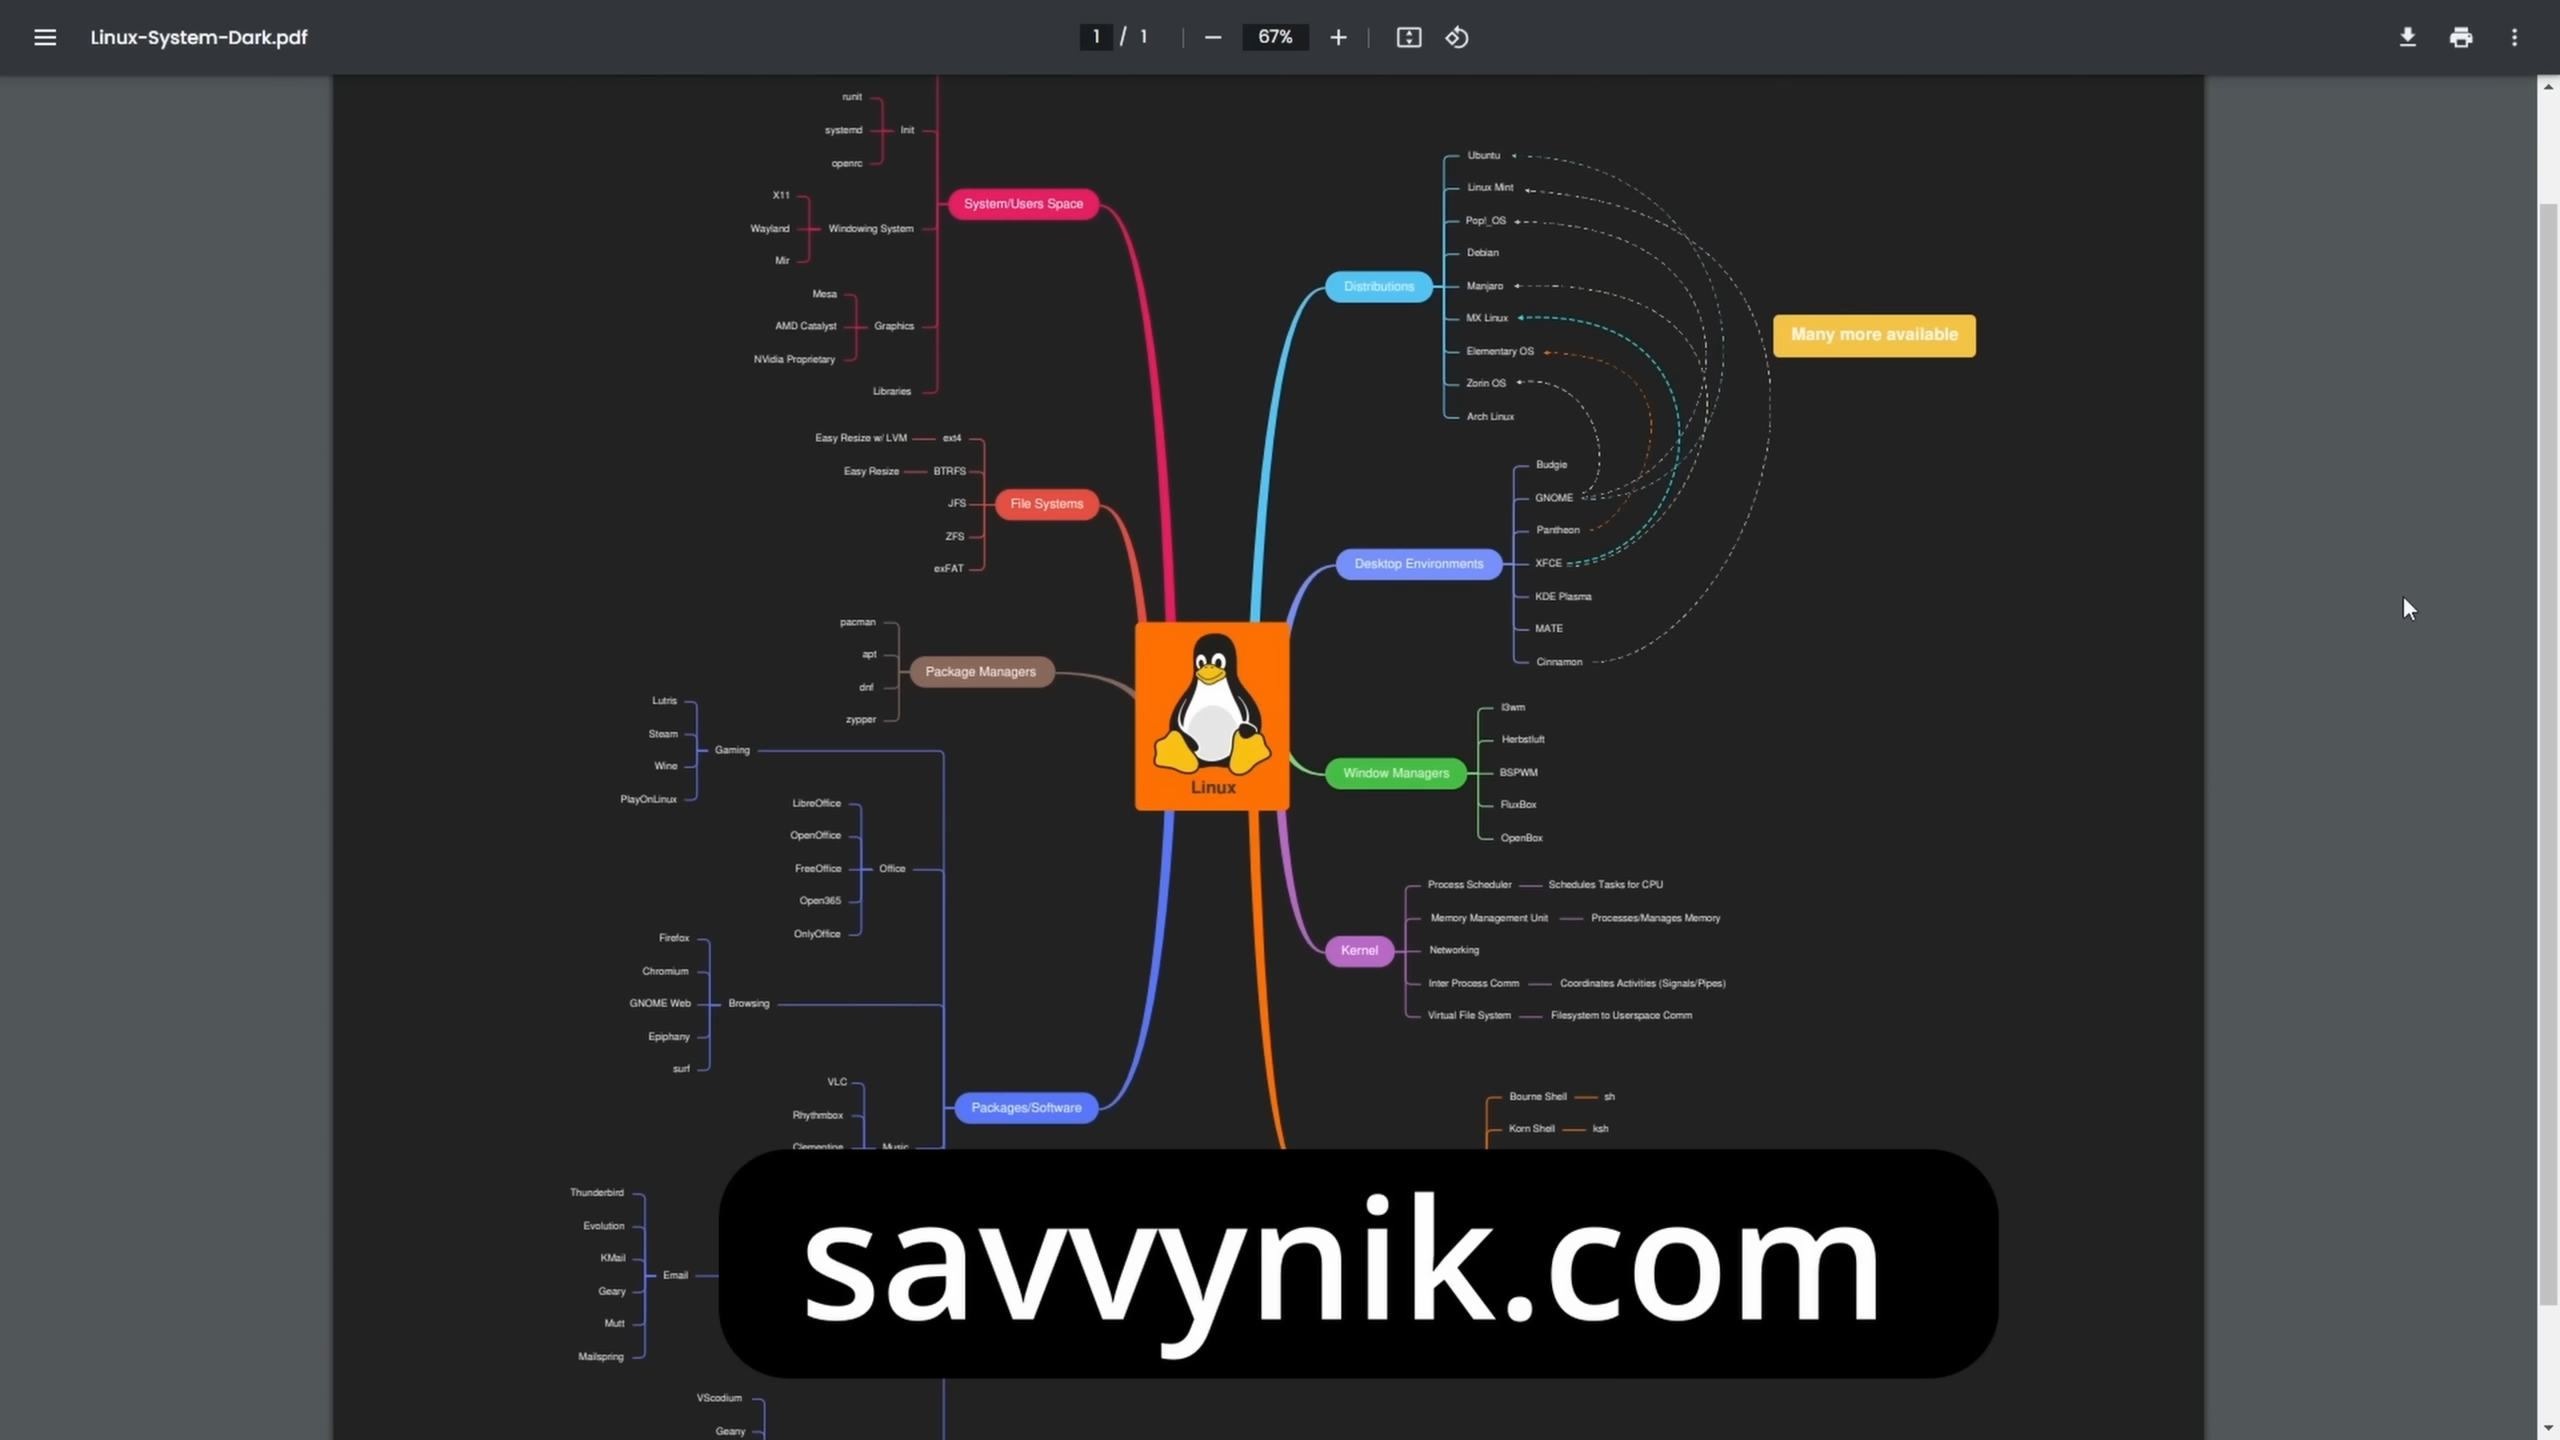 Linux-System-Dark.pdf
1 / 1
67%
runit
systemd
openrc
Init
X11
Wayland
Mir
Windowing System
Mesa
AMD Catalyst
NVidia Proprietary
Graphics
Libraries
System/Users Space
Easy Resize w/ LVM
ext4
Easy Resize
BTRFS
JFS
ZFS
exFAT
File Systems
pacman
apt
dnf
zypper
Package Managers
Lutris
Steam
Wine
PlayOnLinux
Gaming
LibreOffice
OpenOffice
FreeOffice
Open365
OnlyOffice
Office
Firefox
Chromium
GNOME Web
Epiphany
surf
Browsing
VLC
Rhythmbox
Clementine
Music
Packages/Software
Thunderbird
Evolution
KMail
Geary
Mutt
Mailspring
Email
VScodium
Geany
Linux
Distributions
Ubuntu
Linux Mint
Pop!_OS
Debian
Manjaro
MX Linux
Elementary OS
Zorin OS
Arch Linux
Many more available
Desktop Environments
Budgie
GNOME
Pantheon
XFCE
KDE Plasma
MATE
Cinnamon
Window Managers
I3wm
Herbstluft
BSPWM
FluxBox
OpenBox
Kernel
Process Scheduler
Schedules Tasks for CPU
Memory Management Unit
Processes/Manages Memory
Networking
Inter Process Comm
Coordinates Activities (Signals/Pipes)
Virtual File System
Filesystem to Userspace Comm
Bourne Shell
sh
Korn Shell
ksh
savvynik.com